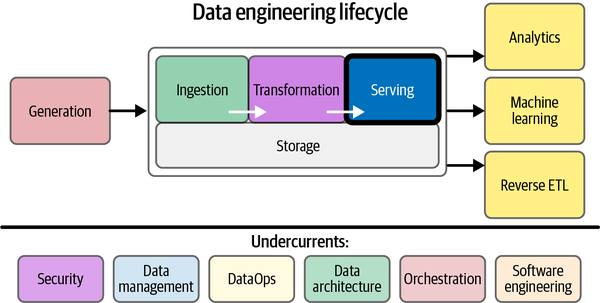 Data engineering lifecycle
Generation
Ingestion
Transformation
Serving
Storage
Analytics
Machine
learning
Reverse ETL
Undercurrents:
Security
Data
management
DataOps
Data
architecture
Orchestration
Software
engineering